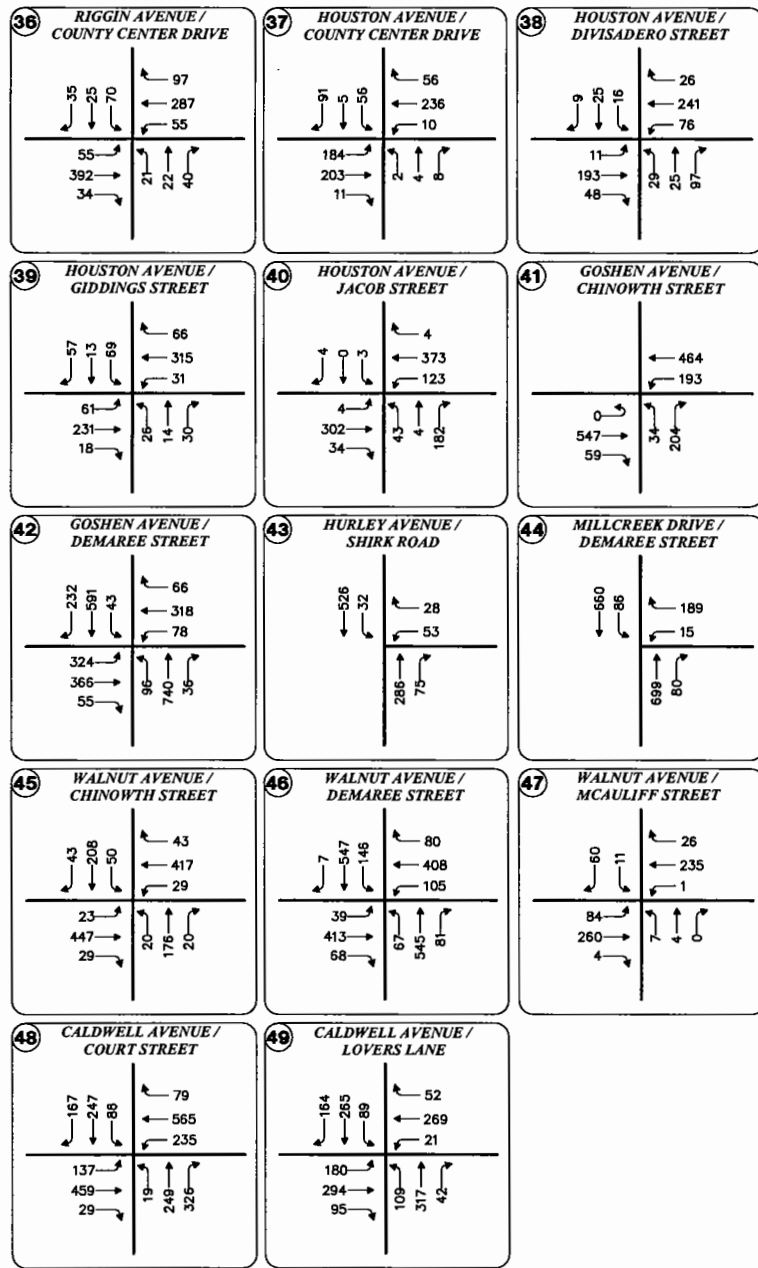 36
RIGGIN AVENUE /
COUNTY CENTER DRIVE
35 25 70
97
287
55
55
392
34
21 22 40
37
HOUSTON AVENUE /
COUNTY CENTER DRIVE
91 5 56
56
236
10
184
203
11
2 4 8
38
HOUSTON AVENUE /
DIVISADERO STREET
9 25 16
26
241
76
11
193
48
29 25 97
39
HOUSTON AVENUE /
GIDDINGS STREET
57 13 69
66
315
31
61
231
18
26 14 30
40
HOUSTON AVENUE /
JACOB STREET
4 0 3
4
373
123
4
302
34
43 4 182
41
GOSHEN AVENUE /
CHINOWTH STREET
464
193
0
547
59
34 204
42
GOSHEN AVENUE /
DEMAREE STREET
232 591 43
66
318
78
324
366
55
96 740 36
43
HURLEY AVENUE /
SHIRK ROAD
526 32
28
53
286 75
44
MILLCREEK DRIVE /
DEMAREE STREET
660 86
189
15
699 80
45
WALNUT AVENUE /
CHINOWTH STREET
43 208 50
43
417
29
23
447
29
20 176 20
46
WALNUT AVENUE /
DEMAREE STREET
7 547 146
80
408
105
39
413
68
67 545 81
47
WALNUT AVENUE /
MCAULIFF STREET
60 11
26
235
1
84
260
4
7 4 0
48
CALDWELL AVENUE /
COURT STREET
167 247 88
79
565
235
137
459
29
19 249 326
49
CALDWELL AVENUE /
LOVERS LANE
164 265 89
52
269
21
180
294
95
109 317 42